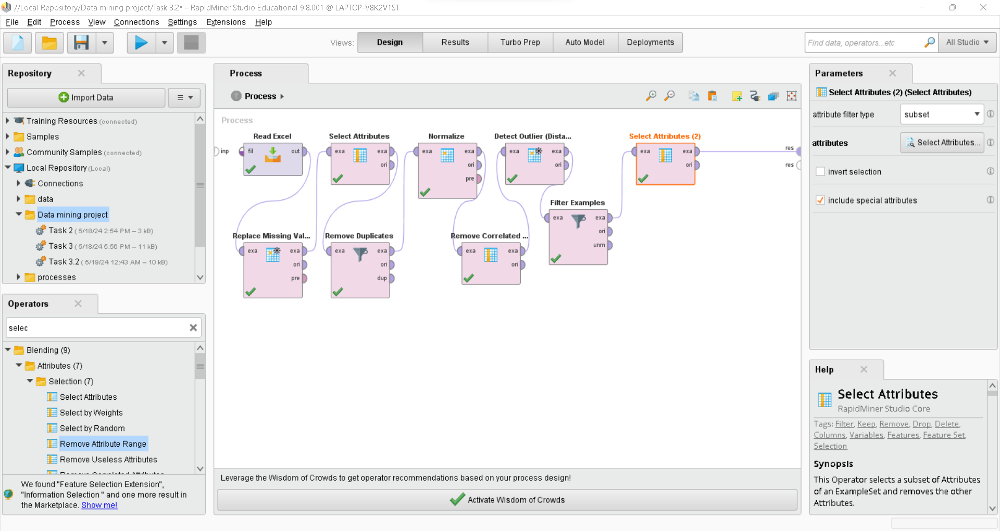 //Local Repository/Data mining project/Task 3.2* – RapidMiner Studio Educational 9.8.001 @ LAPTOP-V8K2V1ST
File Edit Process View Connections Settings Extensions Help
Views: Design Results Turbo Prep Auto Model Deployments
Find data, operators...etc
All Studio
Repository
Import Data
Training Resources (connected)
Samples
Community Samples (connected)
Local Repository (Local)
Connections
data
Data mining project
Task 2 ( 5/18/24 2:54 PM – 3 kB)
Task 3 ( 5/18/24 5:56 PM – 11 kB)
Task 3.2 ( 5/19/24 12:43 AM – 10 kB)
processes
Operators
selec
Blending (9)
Attributes (7)
Selection (7)
Select Attributes
Select by Weights
Select by Random
Remove Attribute Range
Remove Useless Attributes
Remove Correlated Attributes
We found "Feature Selection Extension",
"Information Selection " and one more result in
the Marketplace. Show me!
Process
Process
Process
inp
Read Excel
fil out
Select Attributes
exa exa
ori
Normalize
exa exa
ori
pre
Detect Outlier (Dista...
exa exa
ori
Select Attributes (2)
exa exa
ori
res
res
Filter Examples
exa exa
ori
unm
Replace Missing Val...
exa exa
ori
pre
Remove Duplicates
exa exa
ori
dup
Remove Correlated ...
exa exa
ori
Leverage the Wisdom of Crowds to get operator recommendations based on your process design!
Activate Wisdom of Crowds
Parameters
Select Attributes (2) (Select Attributes)
attribute filter type subset
attributes Select Attributes...
invert selection
include special attributes
Help
Select Attributes
RapidMiner Studio Core
Tags: Filter, Keep, Remove, Drop, Delete,
Columns, Variables, Features, Feature Set,
Selection
Synopsis
This Operator selects a subset of Attributes
of an ExampleSet and removes the other
Attributes.